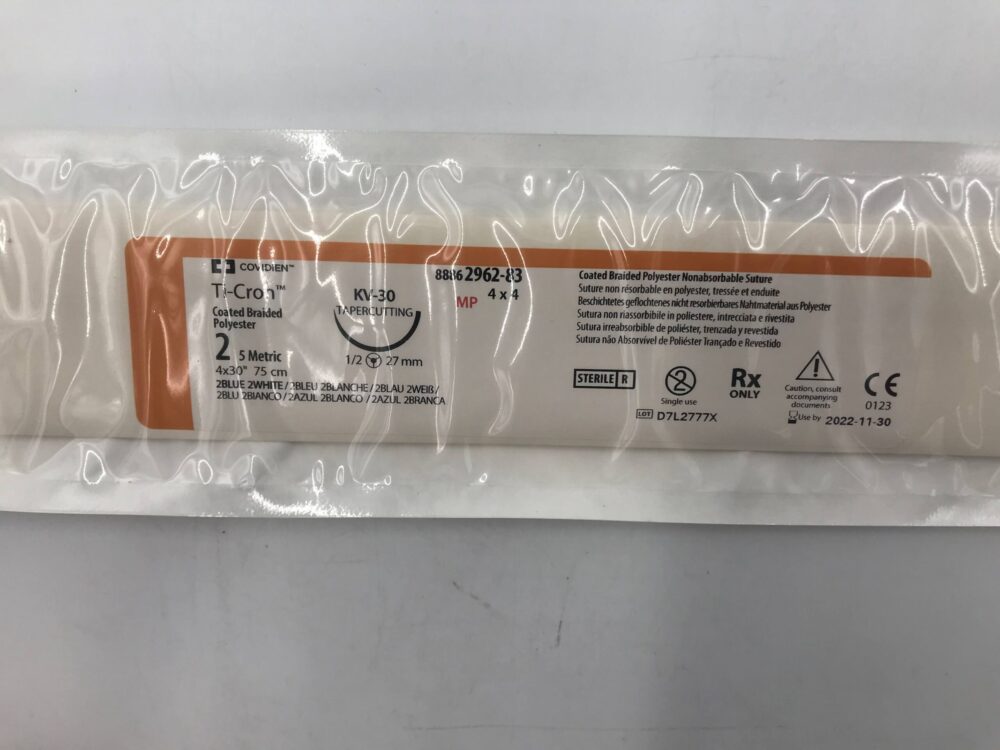 COVIDIEN™
Ti-Cron™
Coated Braided
Polyester
2 5 Metric
4x30" 75 cm
2BLUE 2WHITE / 2BLEU 2BLANCHE / 2BLAU 2WEIß /
2BLU 2BIANCO / 2AZUL 2BLANCO / 2AZUL 2BRANCA
KV-30
TAPERCUTTING
1/2 27 mm
8886 2962-83
MP 4 x 4
Coated Braided Polyester Nonabsorbable Suture
Suture non résorbable en polyester, tressée et enduite
Beschichtetes geflochtenes nicht resorbierbares Nahtmaterial aus Polyester
Sutura non riassorbibile in poliestere, intrecciata e rivestita
Sutura irreabsorbible de poliéster, trenzada y revestida
Sutura não Absorvível de Poliéster Trançado e Revestido
STERILE R
2
Single use
LOT D7L2777X
Rx
ONLY
Caution, consult
accompanying
documents
Use by 2022-11-30
CE
0123